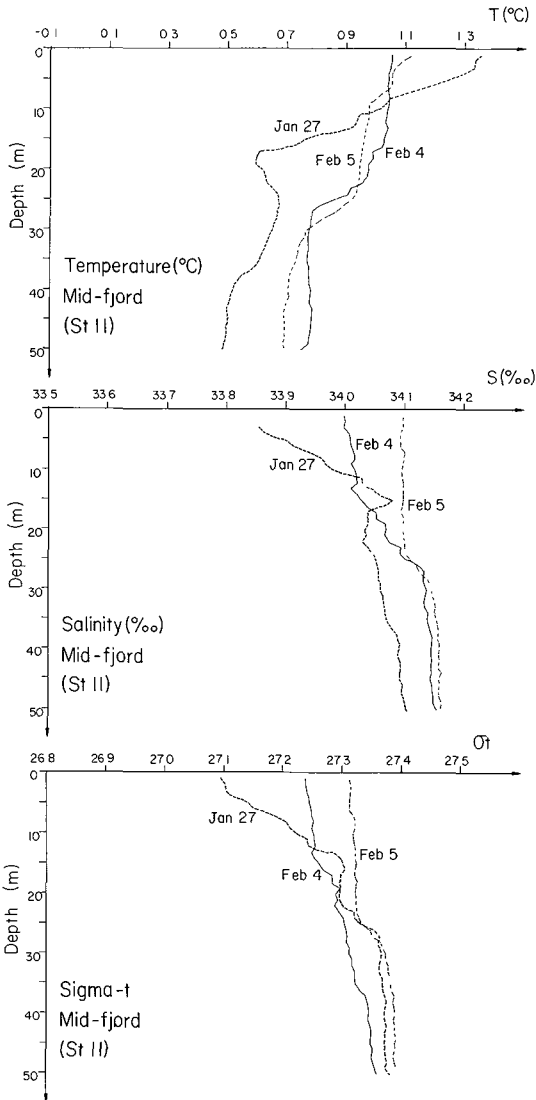 T (°C)
-0.1 0.1 0.3 0.5 0.7 0.9 1.1 1.3
0
10
20
30
40
50
Depth (m)
Jan 27
Feb 5
Feb 4
Temperature (°C)
Mid-fjord
(St 11)
S (‰)
33.5 33.6 33.7 33.8 33.9 34.0 34.1 34.2
0
10
20
30
40
50
Depth (m)
Feb 4
Jan 27
Feb 5
Salinity (‰)
Mid-fjord
(St 11)
σt
26.8 26.9 27.0 27.1 27.2 27.3 27.4 27.5
0
10
20
30
40
50
Depth (m)
Jan 27
Feb 5
Feb 4
Sigma-t
Mid-fjord
(St 11)